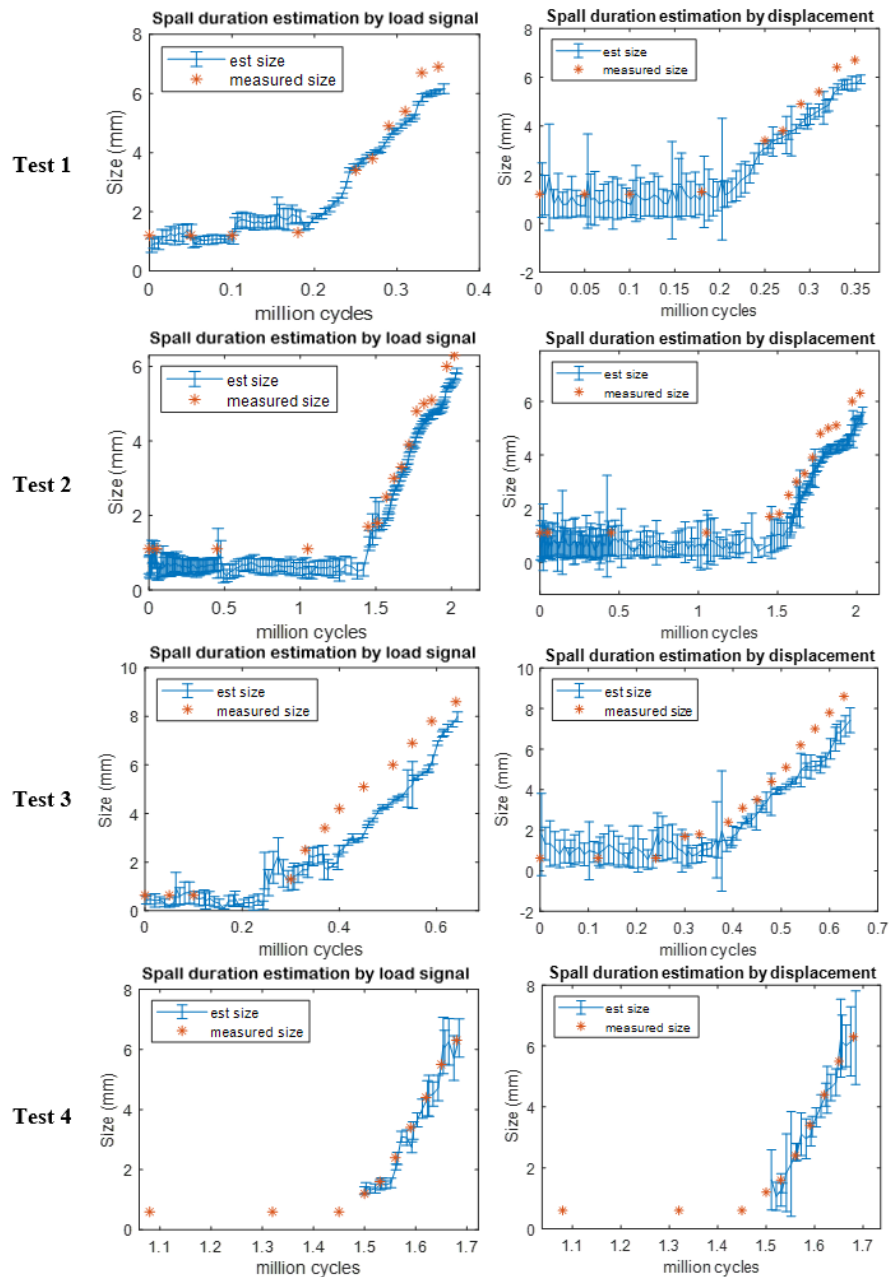 Spall duration estimation by load signal
8
6
4
2
0
Size (mm)
est size
measured size
0 0.1 0.2 0.3 0.4
million cycles
Spall duration estimation by displacement
8
6
4
2
0
-2
Size (mm)
est size
measured size
0 0.05 0.1 0.15 0.2 0.25 0.3 0.35
million cycles
Test 1
Spall duration estimation by load signal
6
4
2
0
Size (mm)
est size
measured size
0 0.5 1 1.5 2
million cycles
Spall duration estimation by displacement
6
4
2
0
Size (mm)
est size
measured size
0 0.5 1 1.5 2
million cycles
Test 2
Spall duration estimation by load signal
10
8
6
4
2
0
Size (mm)
est size
measured size
0 0.2 0.4 0.6
million cycles
Spall duration estimation by displacement
10
8
6
4
2
0
-2
Size (mm)
est size
measured size
0 0.1 0.2 0.3 0.4 0.5 0.6 0.7
million cycles
Test 3
Spall duration estimation by load signal
8
6
4
2
0
Size (mm)
est size
measured size
1.1 1.2 1.3 1.4 1.5 1.6 1.7
million cycles
Spall duration estimation by displacement
8
6
4
2
0
Size (mm)
est size
measured size
1.1 1.2 1.3 1.4 1.5 1.6 1.7
million cycles
Test 4